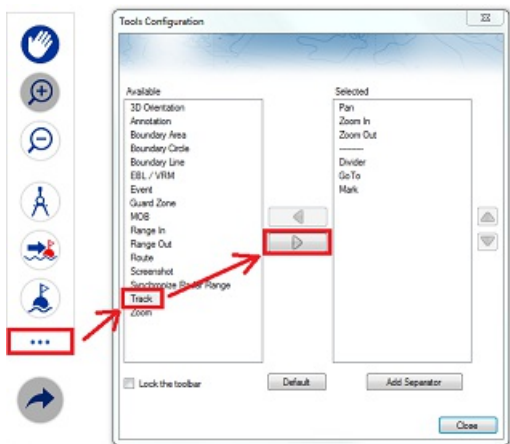 Tools Configuration
Available
3D Orientation
Annotation
Boundary Area
Boundary Circle
Boundary Line
EBL / VRM
Event
Guard Zone
MOB
Range In
Range Out
Route
Screenshot
Synchronize Radar Range
Track
Zoom
Selected
Pan
Zoom In
Zoom Out
----------
Divider
GoTo
Mark
Lock the toolbar
Default
Add Separator
Close